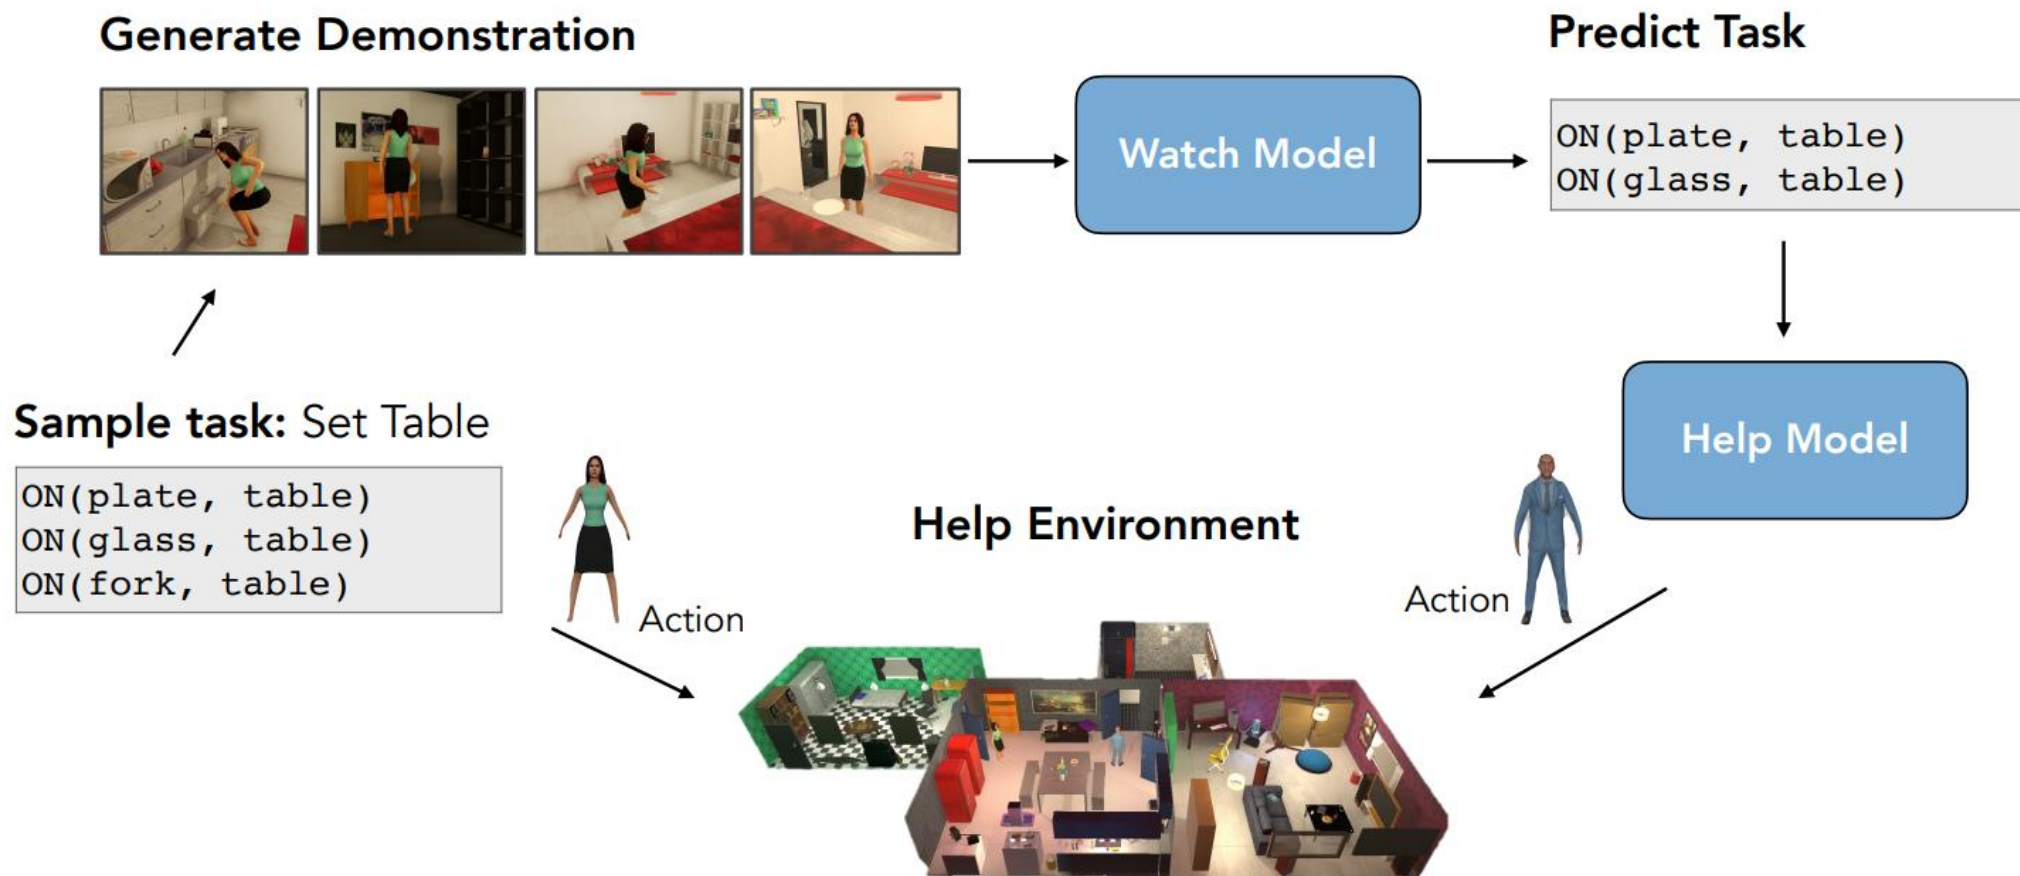 Generate Demonstration
Predict Task
Watch Model
ON(plate, table)
ON(glass, table)
Help Model
Sample task: Set Table
ON(plate, table)
ON(glass, table)
ON(fork, table)
Help Environment
Action
Action